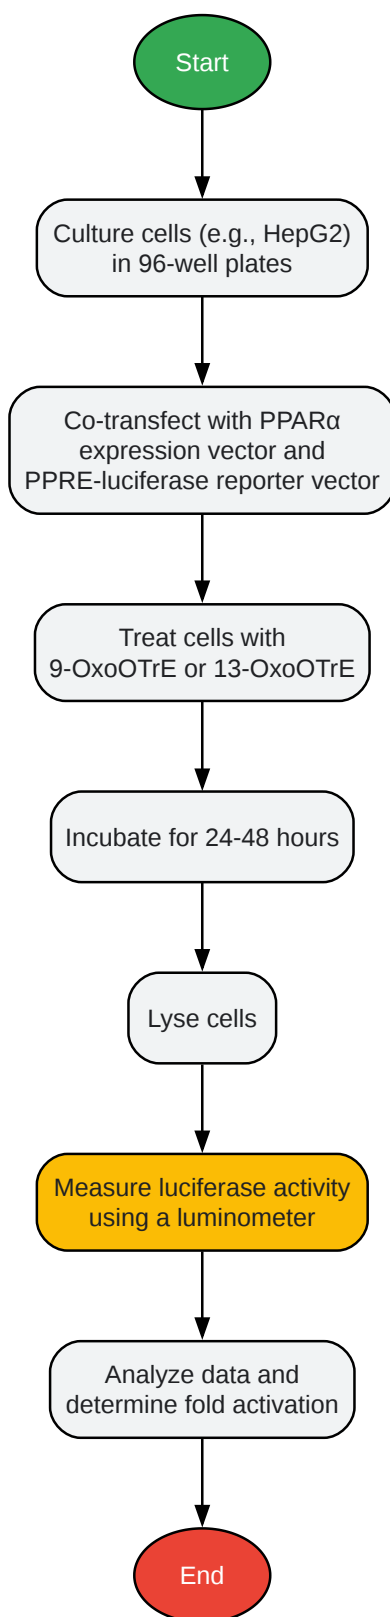 Start
Culture cells (e.g., HepG2)
in 96-well plates
Co-transfect with PPARα
expression vector and
PPRE-luciferase reporter vector
Treat cells with
9-OxoOTrE or 13-OxoOTrE
Incubate for 24-48 hours
Lyse cells
Measure luciferase activity
using a luminometer
Analyze data and
determine fold activation
End